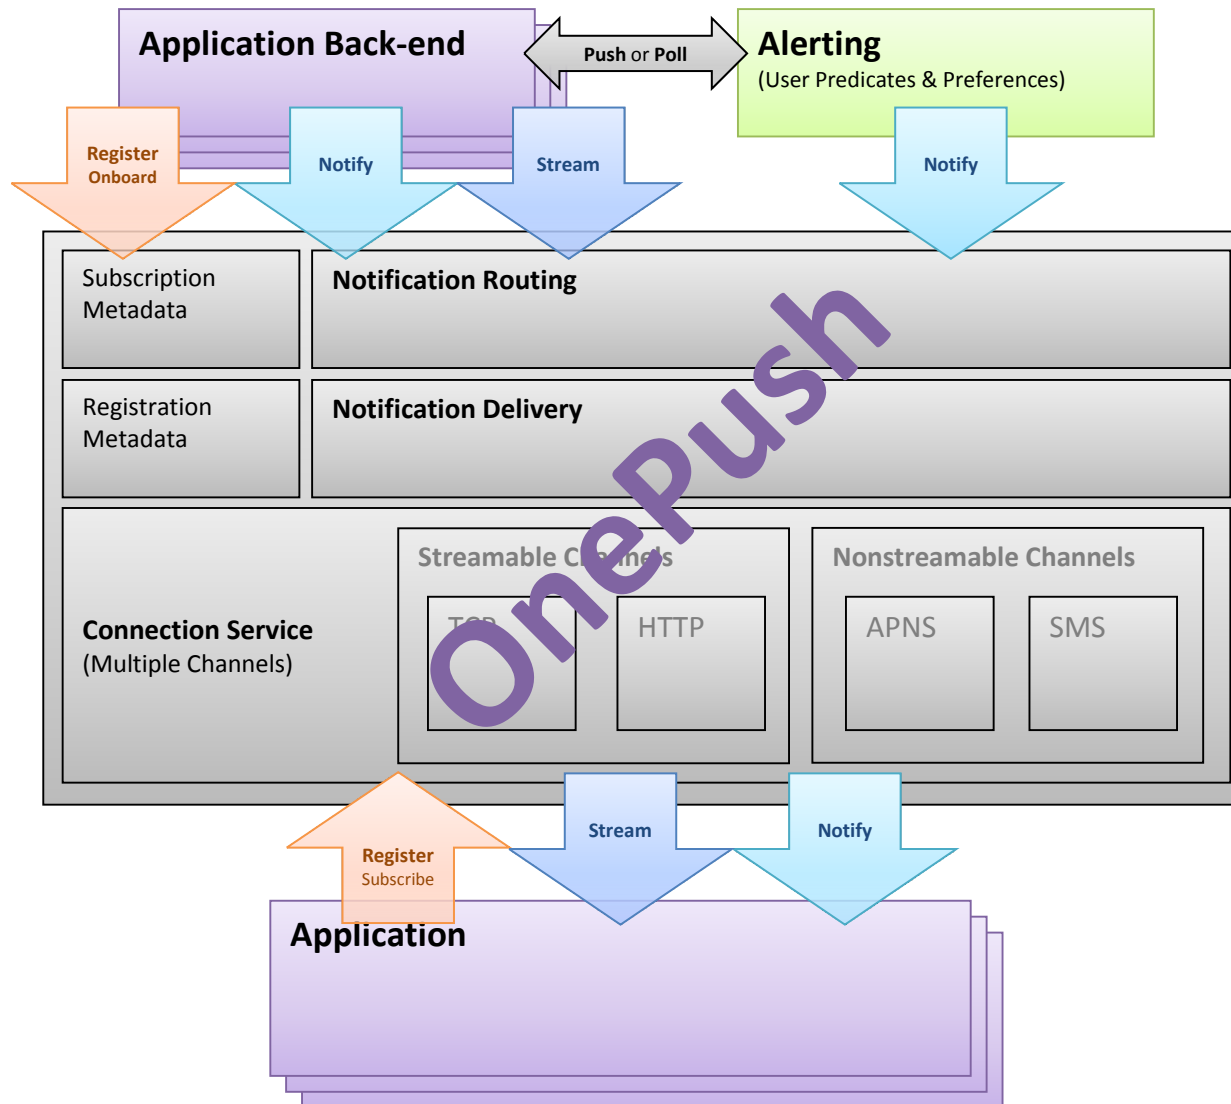 Application Back-end
Push or Poll
Alerting
(User Predicates & Preferences)
Register
Onboard
Notify
Stream
Notify
Subscription
Metadata
Notification Routing
Registration
Metadata
Notification Delivery
OnePush
Connection Service
(Multiple Channels)
Streamable Channels
TCP
HTTP
Nonstreamable Channels
APNS
SMS
Register
Subscribe
Stream
Notify
Application